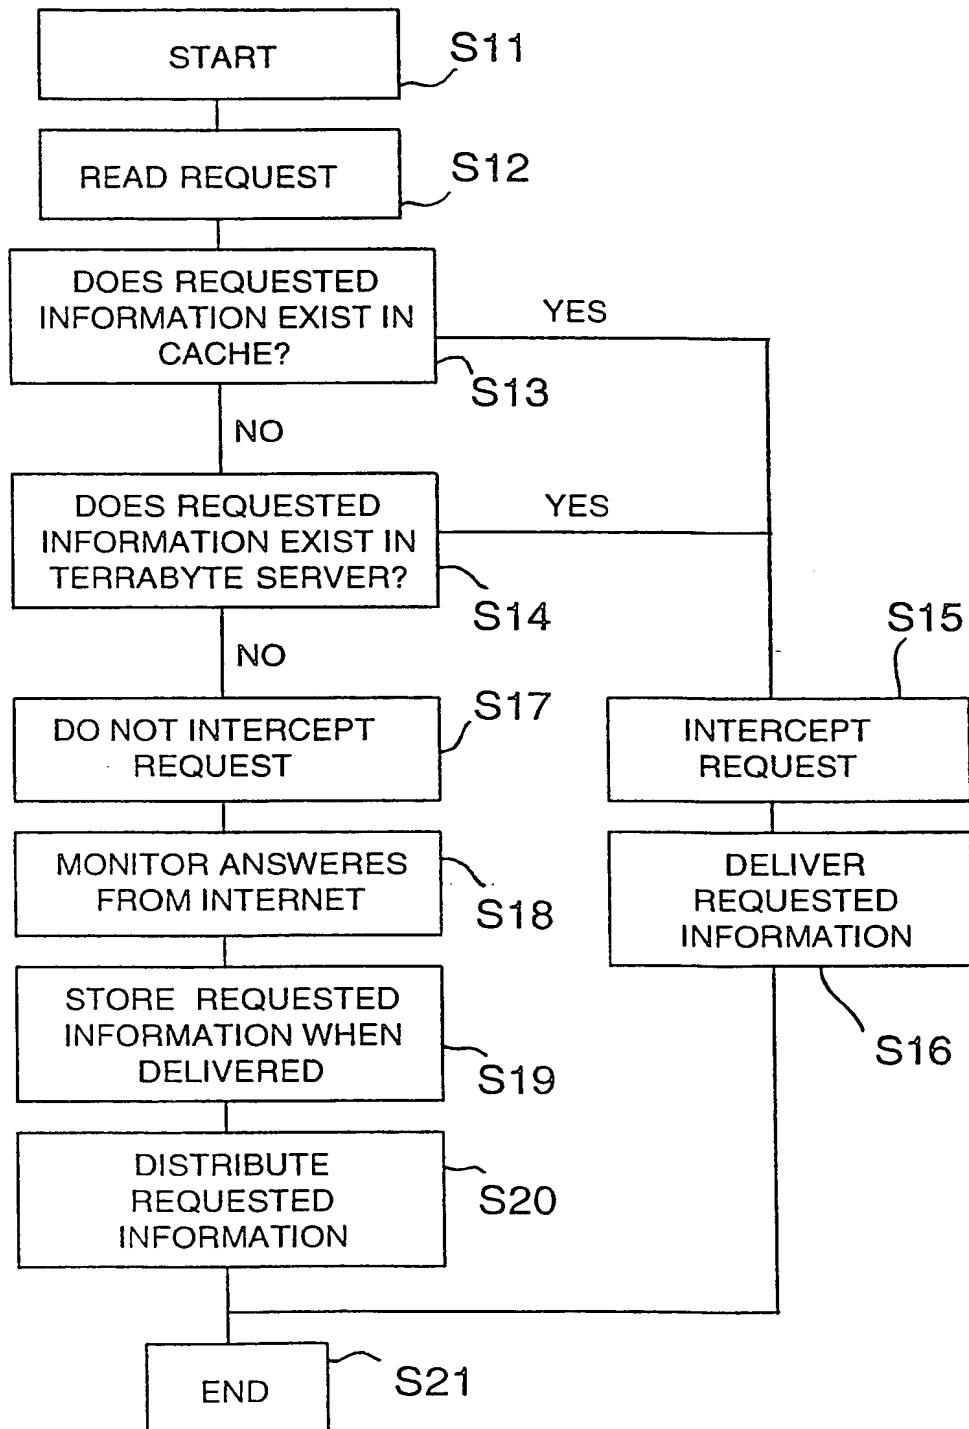 START
S11
READ REQUEST
S12
DOES REQUESTED
INFORMATION EXIST IN
CACHE?
YES
S13
NO
DOES REQUESTED
INFORMATION EXIST IN
TERRABYTE SERVER?
YES
S14
NO
S15
DO NOT INTERCEPT
REQUEST
S17
INTERCEPT
REQUEST
MONITOR ANSWERES
FROM INTERNET
S18
DELIVER
REQUESTED
INFORMATION
S16
STORE REQUESTED
INFORMATION WHEN
DELIVERED
S19
DISTRIBUTE
REQUESTED
INFORMATION
S20
END
S21